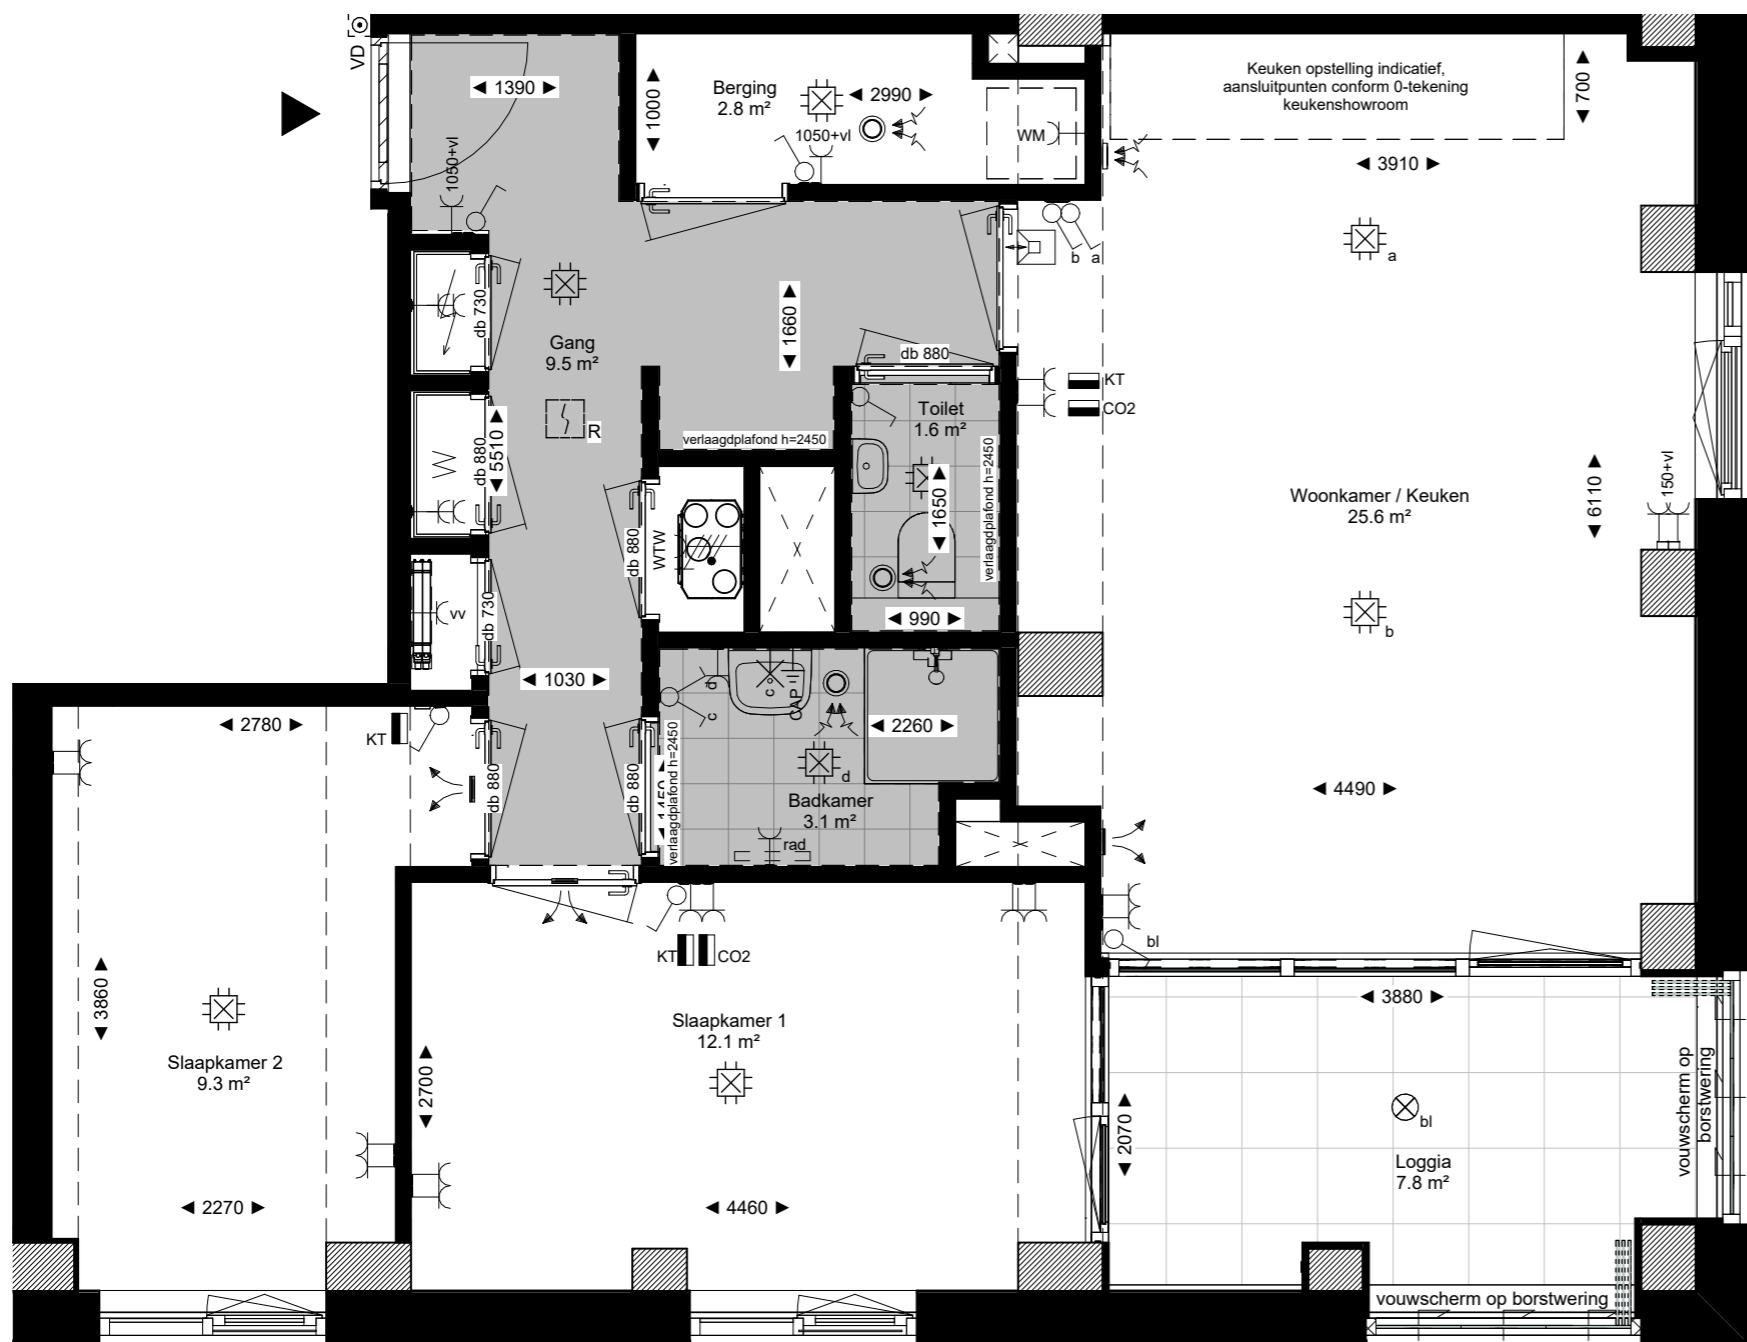 VD
1390
1050+vl
1000
Berging
2.8 m²
2990
1050+vl
WM
Keuken opstelling indicatief,
aansluitpunten conform 0-tekening
keukenshowroom
700
3910
b a
a
db 730
Gang
9.5 m²
1660
db 880
KT
CO2
R
5510
db 880
W
verlaagdplafond h=2450
Toilet
1.6 m²
1650
verlaagdplafond h=2450
990
WTW
db 880
Woonkamer / Keuken
25.6 m²
6110
150+vl
b
vv
db 730
1030
d
c
c
CAP
2260
d
verlaagdplafond h=2450
1450
Badkamer
3.1 m²
rad
4490
2780
KT
db 880
db 880
bl
KT
CO2
3860
Slaapkamer 2
9.3 m²
2270
2700
Slaapkamer 1
12.1 m²
4460
3880
2070
bl
Loggia
7.8 m²
vouwscherm op
borstwering
vouwscherm op borstwering